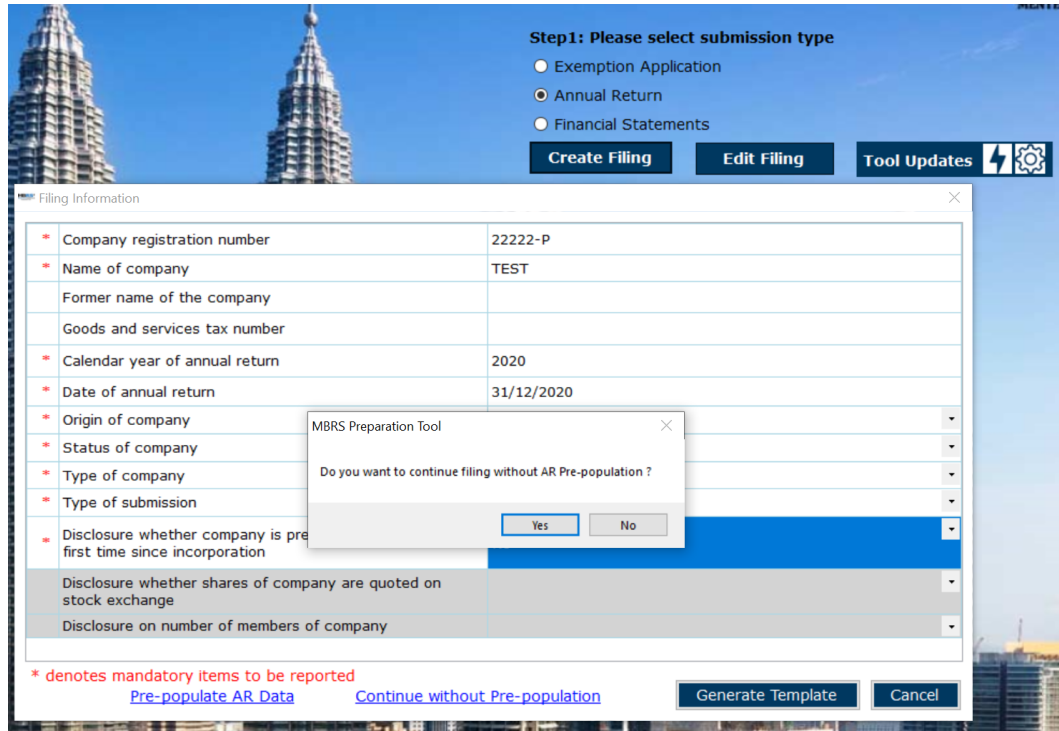 Step1: Please select submission type
Exemption Application
Annual Return
Financial Statements
Create Filing
Edit Filing
Tool Updates
Filing Information
* Company registration number 22222-P
* Name of company TEST
Former name of the company
Goods and services tax number
* Calendar year of annual return 2020
* Date of annual return 31/12/2020
* Origin of company
* Status of company
* Type of company
* Type of submission
* Disclosure whether company is pre
first time since incorporation
Disclosure whether shares of company are quoted on
stock exchange
Disclosure on number of members of company
MBRS Preparation Tool
Do you want to continue filing without AR Pre-population ?
Yes
No
* denotes mandatory items to be reported
Pre-populate AR Data
Continue without Pre-population
Generate Template
Cancel